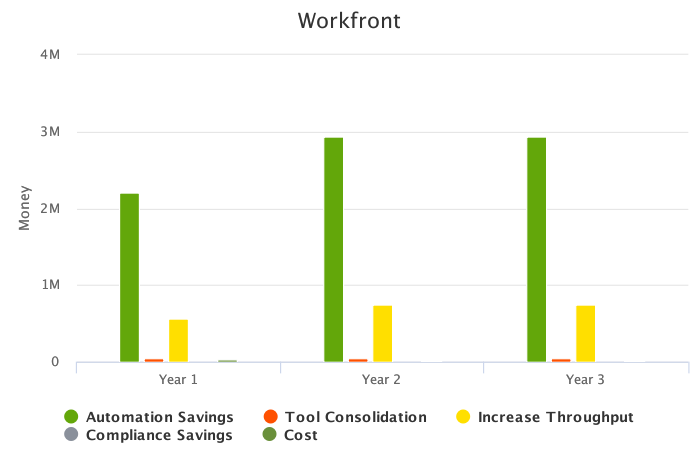 Workfront
4M
3M
2M
1M
0
Money
Year 1 Year 2 Year 3
Automation Savings Tool Consolidation Increase Throughput
Compliance Savings Cost